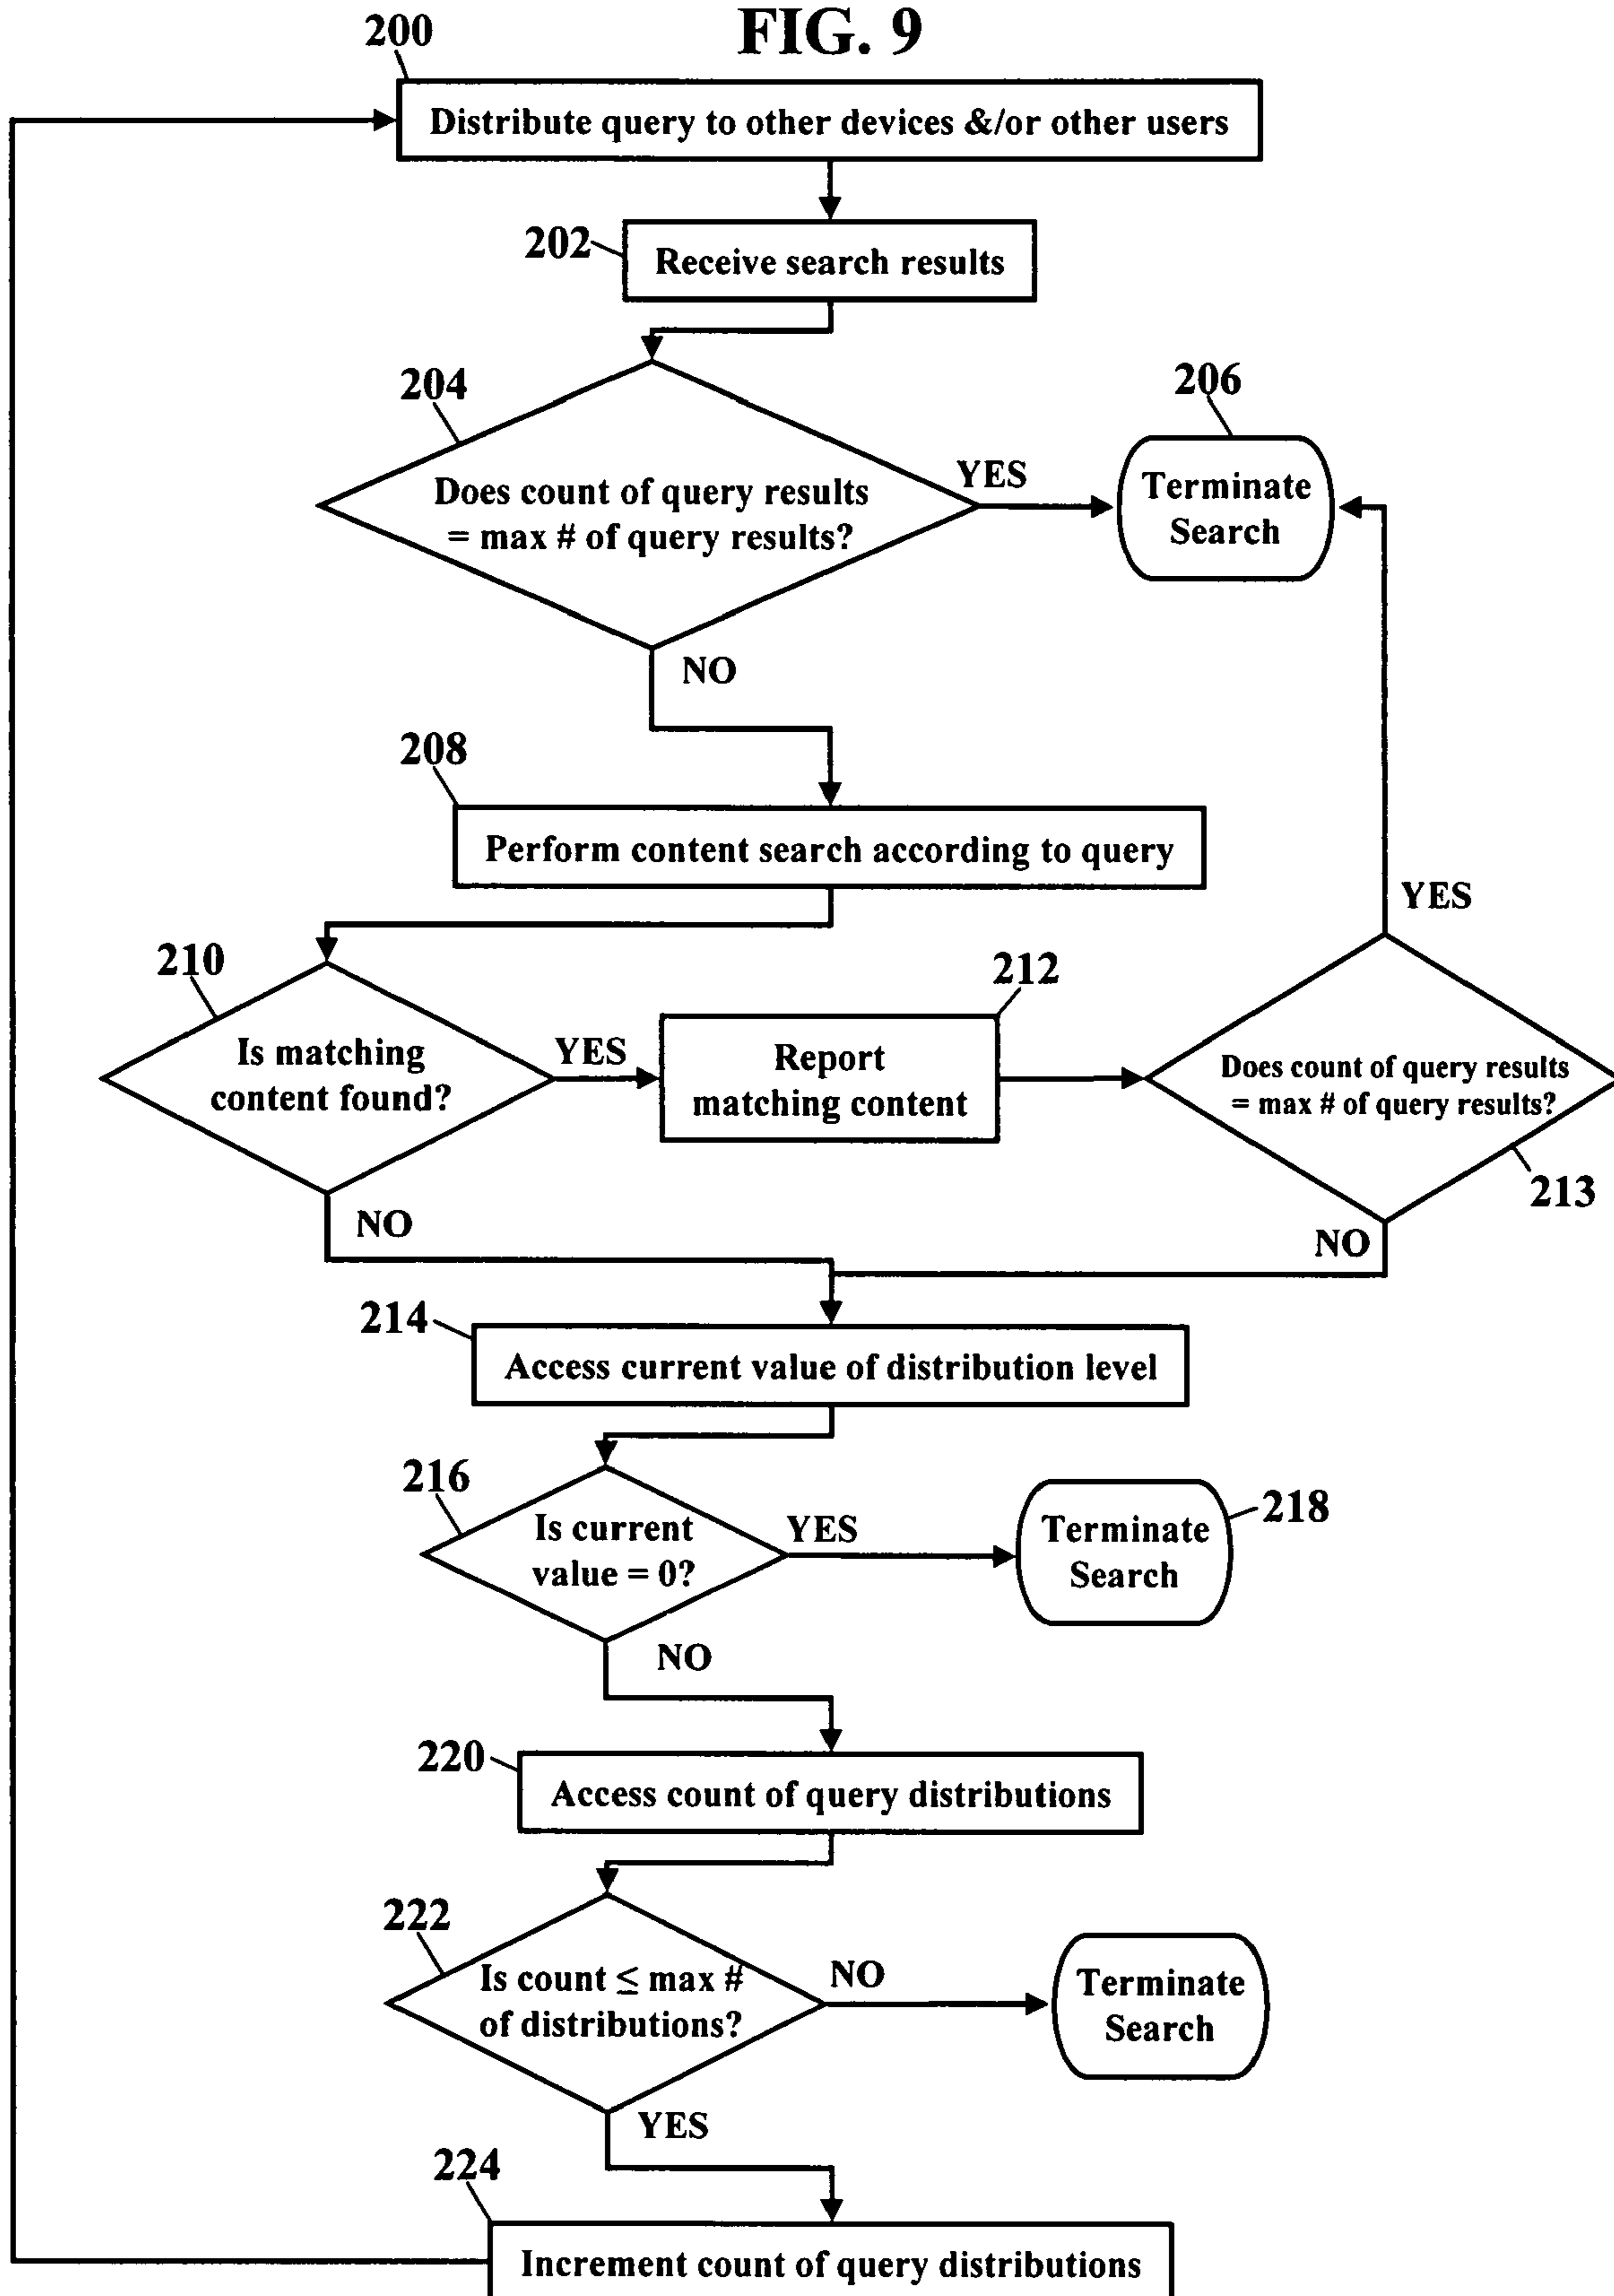 FIG. 9
200
Distribute query to other devices &/or other users
202
Receive search results
204
206
Does count of query results
= max # of query results?
YES
Terminate
Search
NO
208
Perform content search according to query
YES
210
212
Is matching
content found?
YES
Report
matching content
Does count of query results
= max # of query results?
213
NO
NO
214
Access current value of distribution level
216
Is current
value = 0?
YES
Terminate
Search
218
NO
220
Access count of query distributions
222
Is count ≤ max #
of distributions?
NO
Terminate
Search
YES
224
Increment count of query distributions